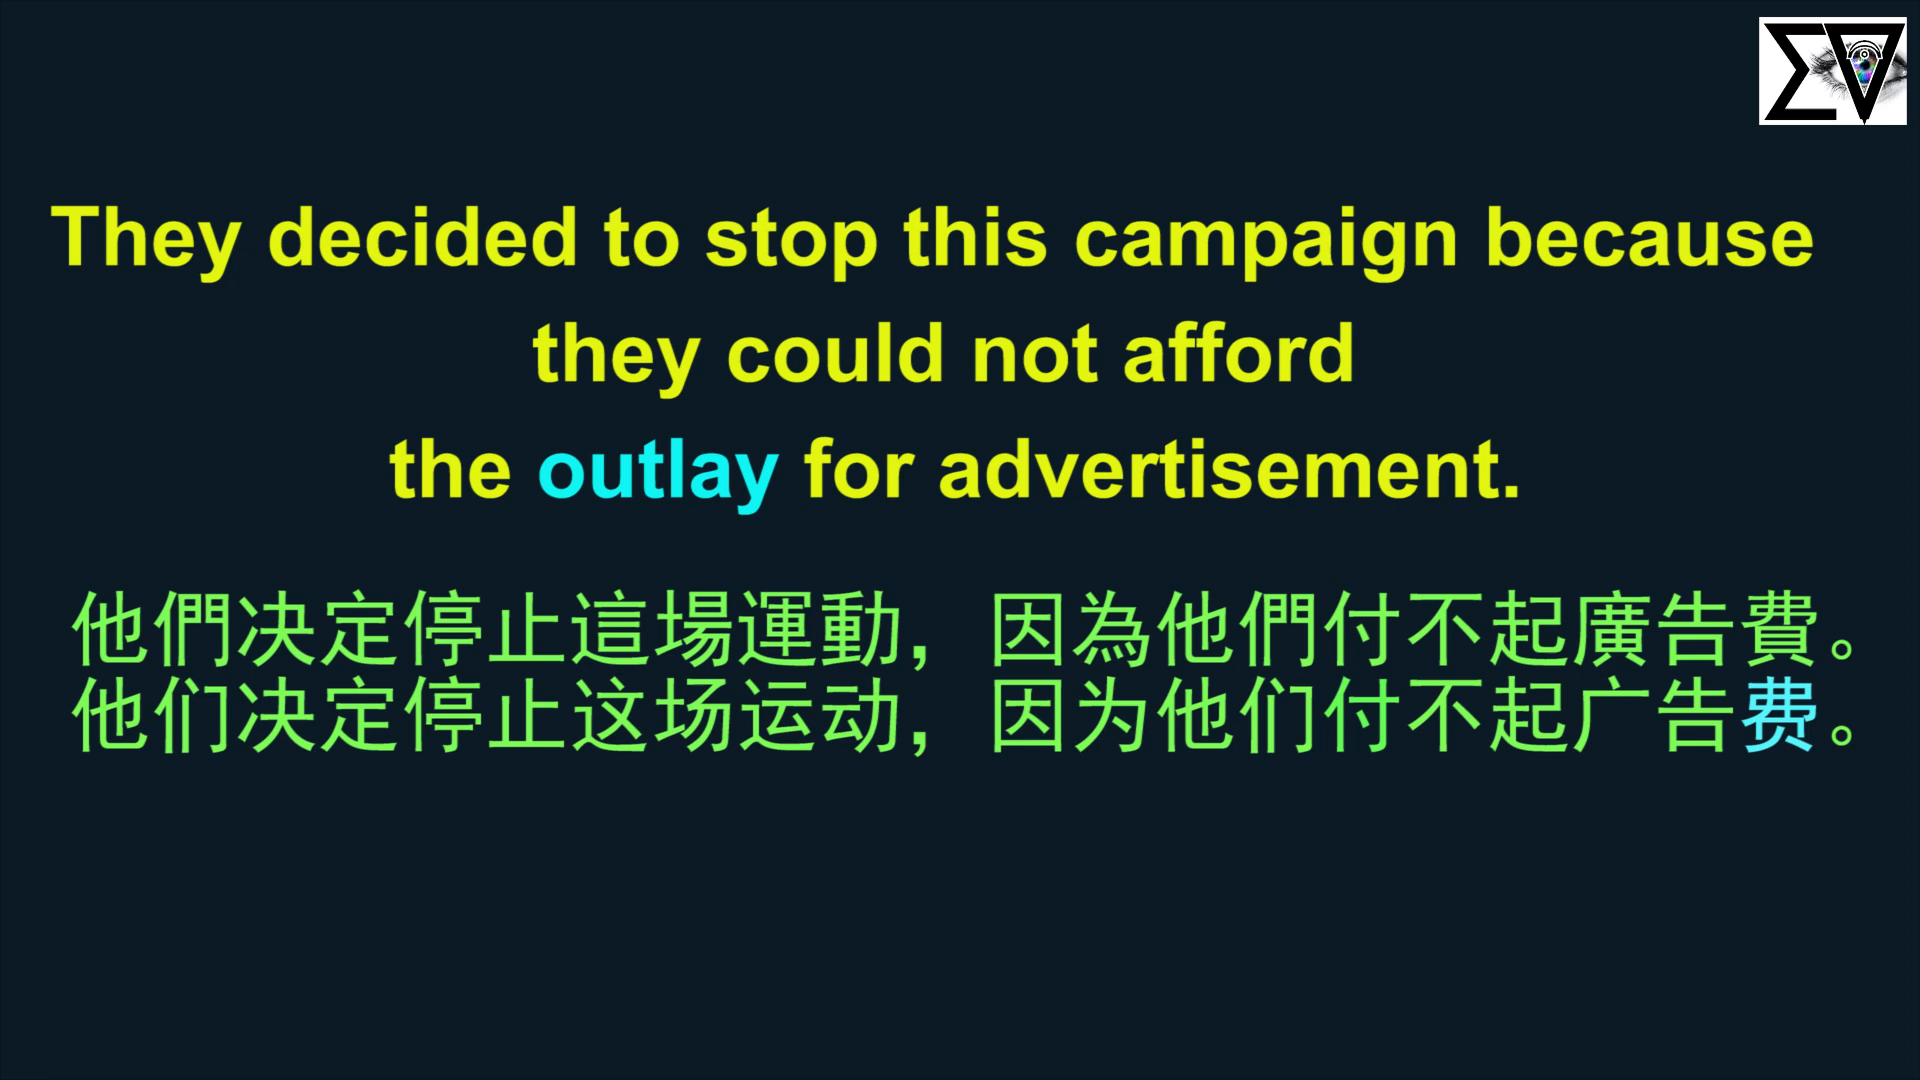 They decided to stop this campaign because
they could not afford
the outlay for advertisement.
他們决定停止這場運動，因為他們付不起廣告費。
他们决定停止这场运动，因为他们付不起广告费。